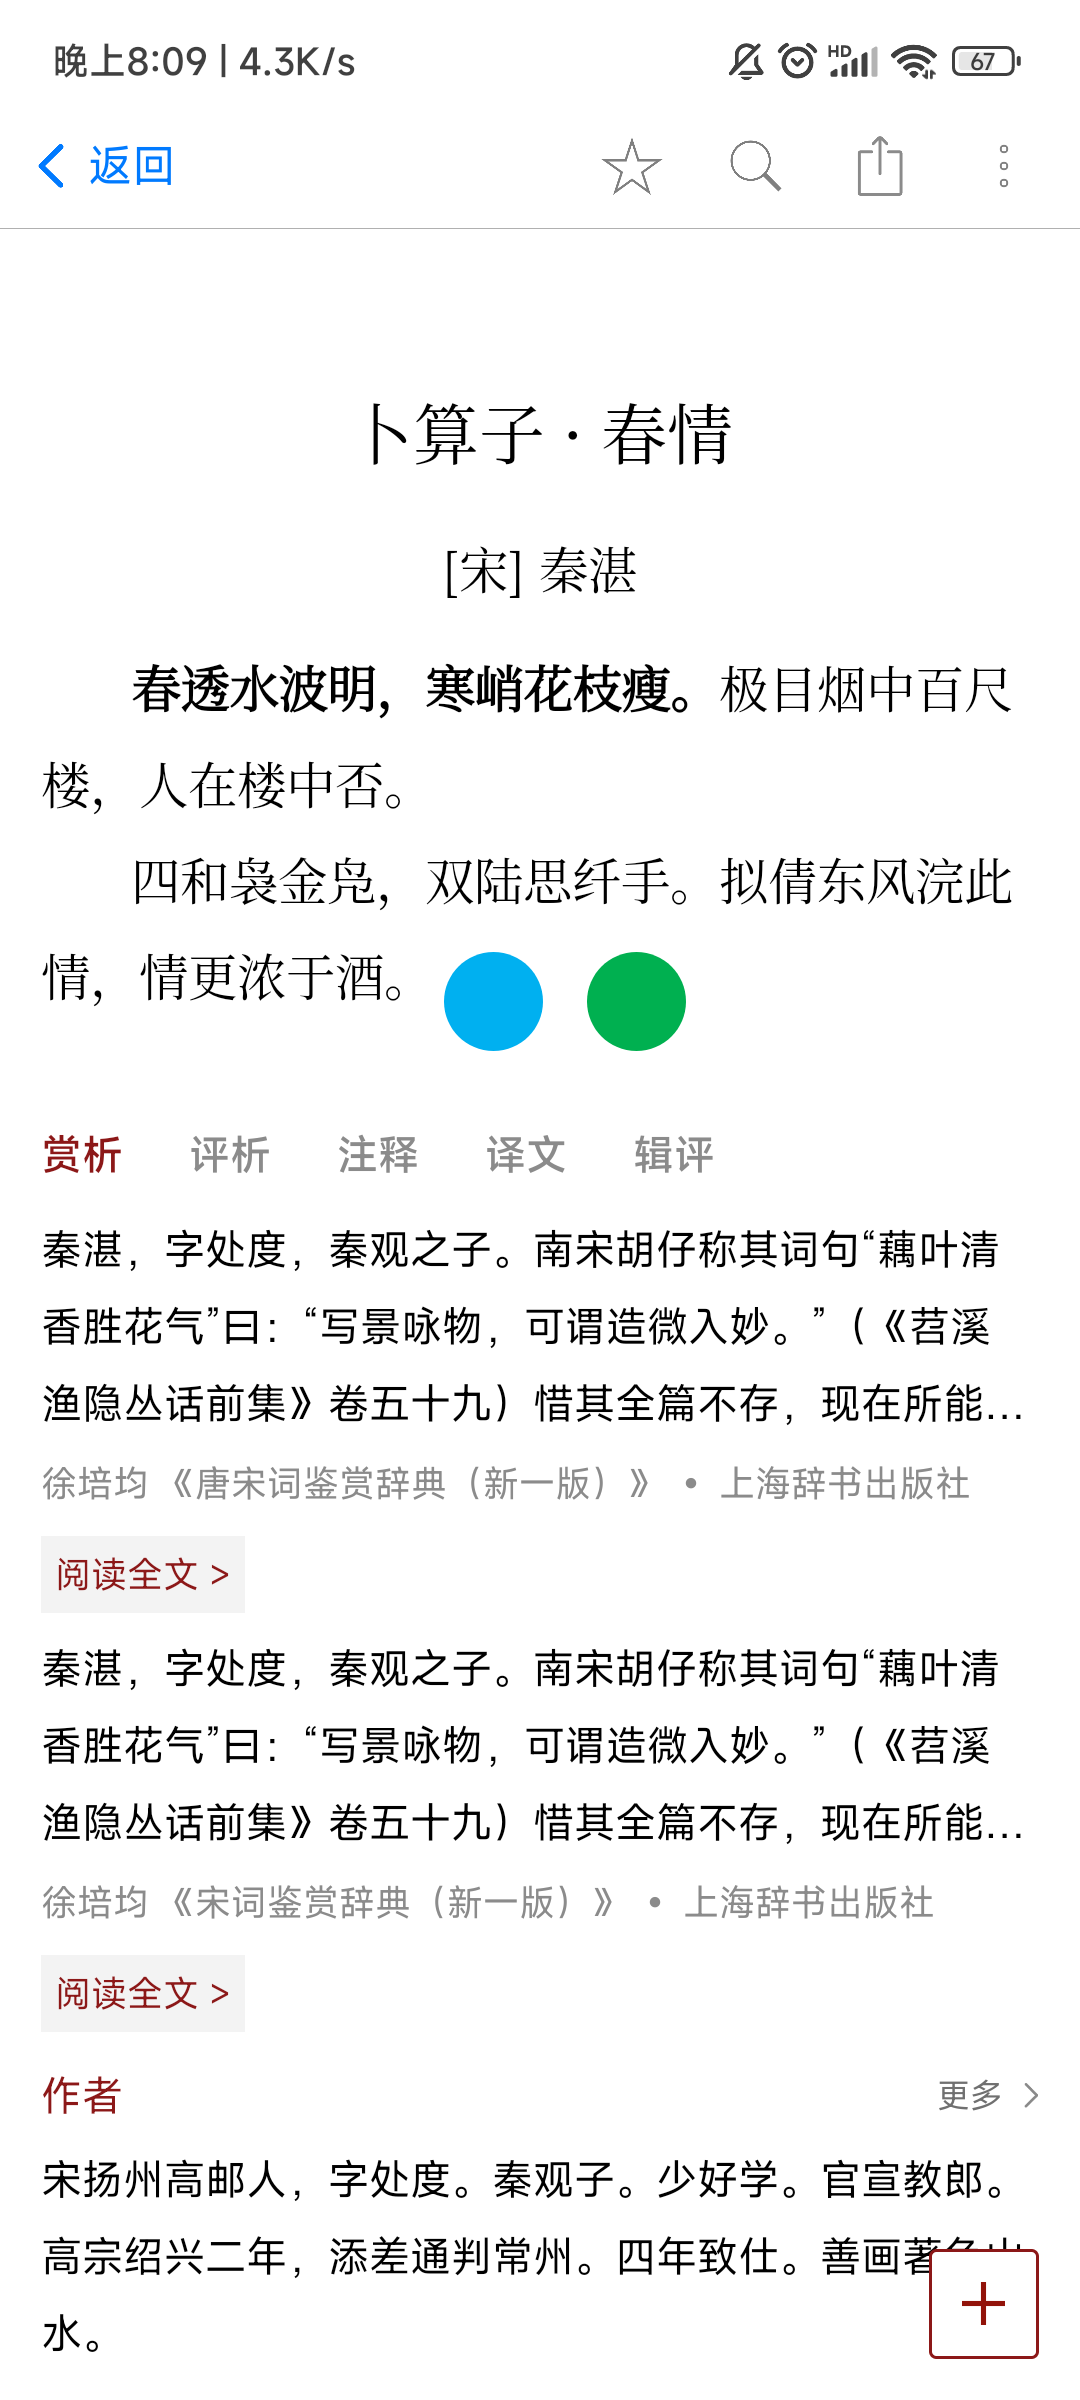 晚上8:09 | 4.3K/s
HD
67
返回
卜算子 · 春情
[宋] 秦湛
春透水波明，寒峭花枝瘦。极目烟中百尺
楼，人在楼中否。
四和袅金凫，双陆思纤手。拟倩东风浣此
情，情更浓于酒。
赏析 评析 注释 译文 辑评
秦湛，字处度，秦观之子。南宋胡仔称其词句“藕叶清
香胜花气”曰：“写景咏物，可谓造微入妙。”（《苕溪
渔隐丛话前集》卷五十九）惜其全篇不存，现在所能...
徐培均《唐宋词鉴赏辞典（新一版）》 • 上海辞书出版社
阅读全文 >
秦湛，字处度，秦观之子。南宋胡仔称其词句“藕叶清
香胜花气”曰：“写景咏物，可谓造微入妙。”（《苕溪
渔隐丛话前集》卷五十九）惜其全篇不存，现在所能...
徐培均《宋词鉴赏辞典（新一版）》 • 上海辞书出版社
阅读全文 >
作者
更多 >
宋扬州高邮人，字处度。秦观子。少好学。官宣教郎。
高宗绍兴二年，添差通判常州。四年致仕。善画著
水。